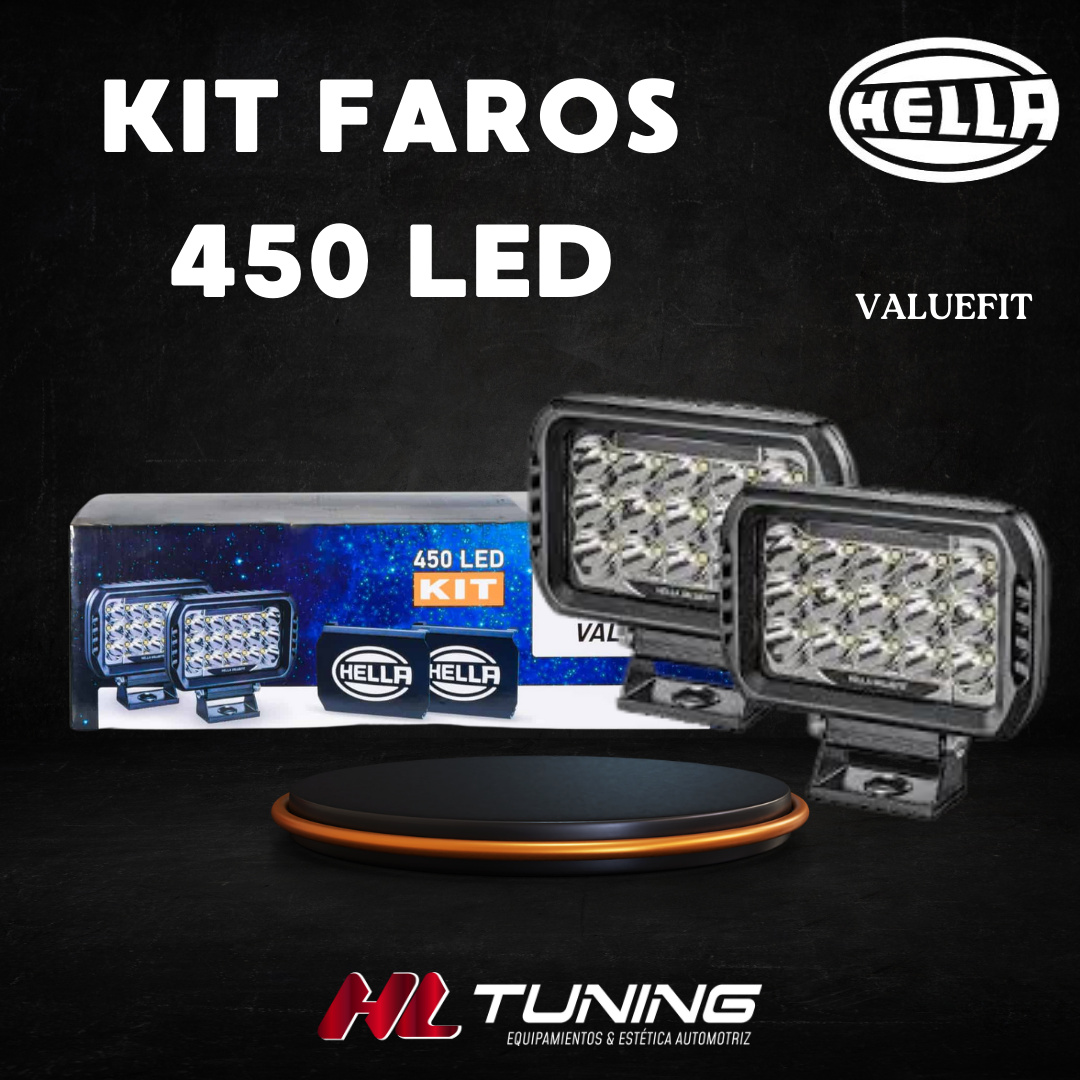 KIT FAROS
450 LED
HELLA
VALUEFIT
450 LED
KIT
VAL
HELLA
HELLA
HL TUNING
EQUIPAMIENTOS & ESTÉTICA AUTOMOTRIZ